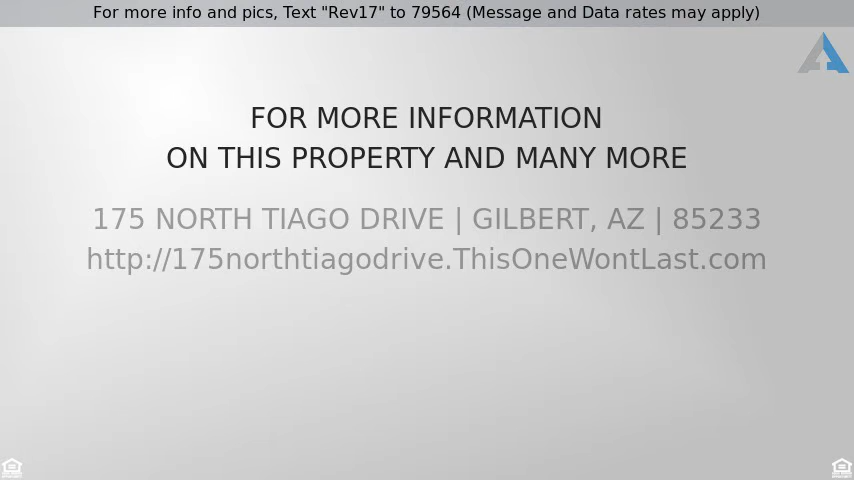 For more info and pics, Text "Rev17" to 79564 (Message and Data rates may apply)
FOR MORE INFORMATION
ON THIS PROPERTY AND MANY MORE
175 NORTH TIAGO DRIVE | GILBERT, AZ | 85233
http://175northtiagodrive.ThisOneWontLast.com